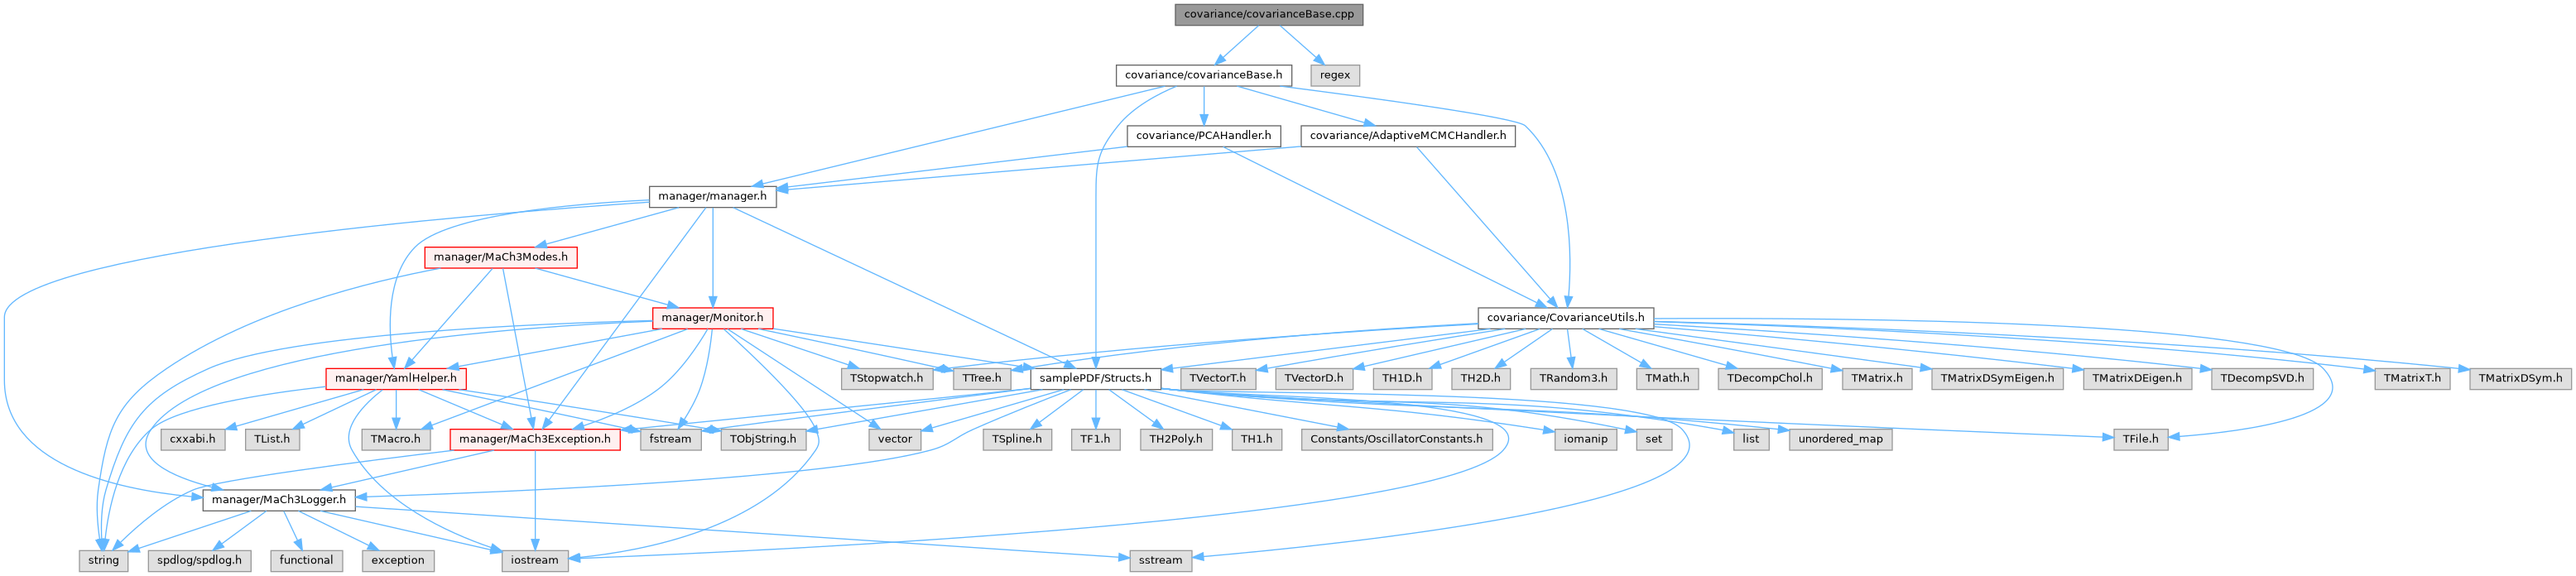 covariance/covarianceBase.cpp
covariance/covarianceBase.h
regex
covariance/PCAHandler.h
covariance/AdaptiveMCMCHandler.h
manager/manager.h
manager/MaCh3Modes.h
manager/Monitor.h
covariance/CovarianceUtils.h
manager/YamlHelper.h
TStopwatch.h
TTree.h
samplePDF/Structs.h
TVectorT.h
TVectorD.h
TH1D.h
TH2D.h
TRandom3.h
TMath.h
TDecompChol.h
TMatrix.h
TMatrixDSymEigen.h
TMatrixDEigen.h
TDecompSVD.h
TMatrixT.h
TMatrixDSym.h
cxxabi.h
TList.h
TMacro.h
manager/MaCh3Exception.h
fstream
TObjString.h
vector
TSpline.h
TF1.h
TH2Poly.h
TH1.h
Constants/OscillatorConstants.h
iomanip
set
list
unordered_map
TFile.h
manager/MaCh3Logger.h
string
spdlog/spdlog.h
functional
exception
iostream
sstream